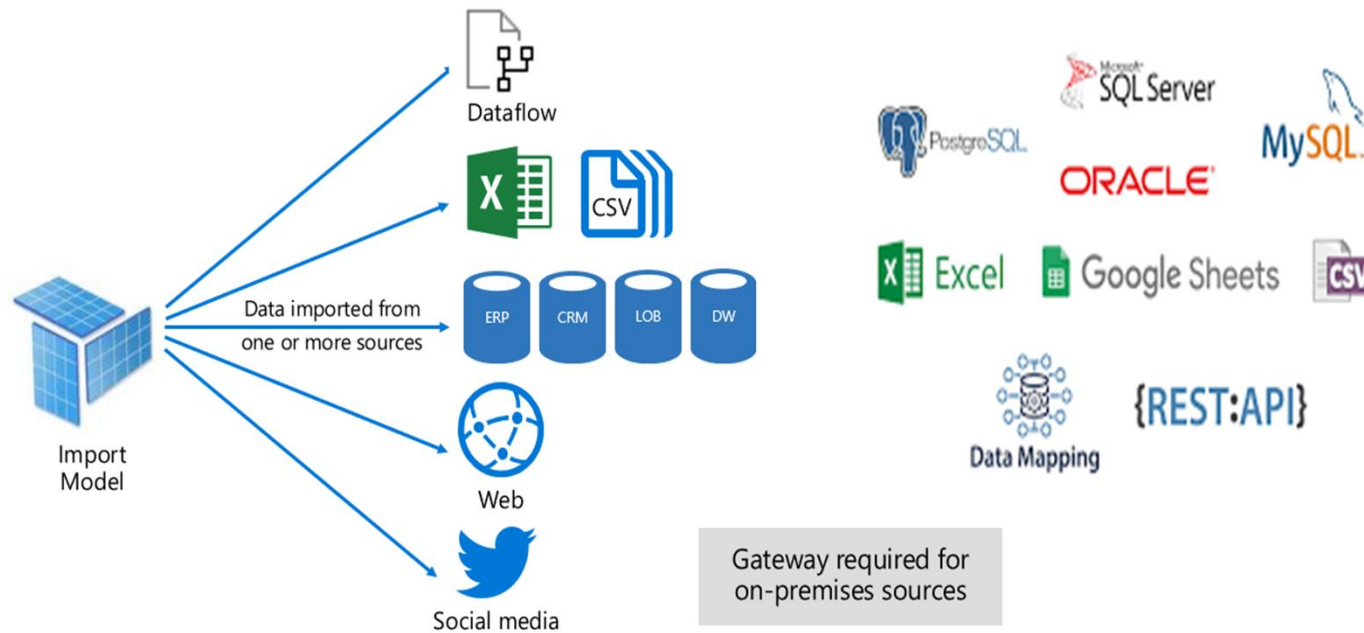 Dataflow
X
CSV
Data imported from
one or more sources
ERP
CRM
LOB
DW
Import
Model
Web
Social media
Gateway required for
on-premises sources
Microsoft
SQL Server
PostgreSQL
MySQL
ORACLE
X Excel
Google Sheets
CSV
Data Mapping
{REST:API}